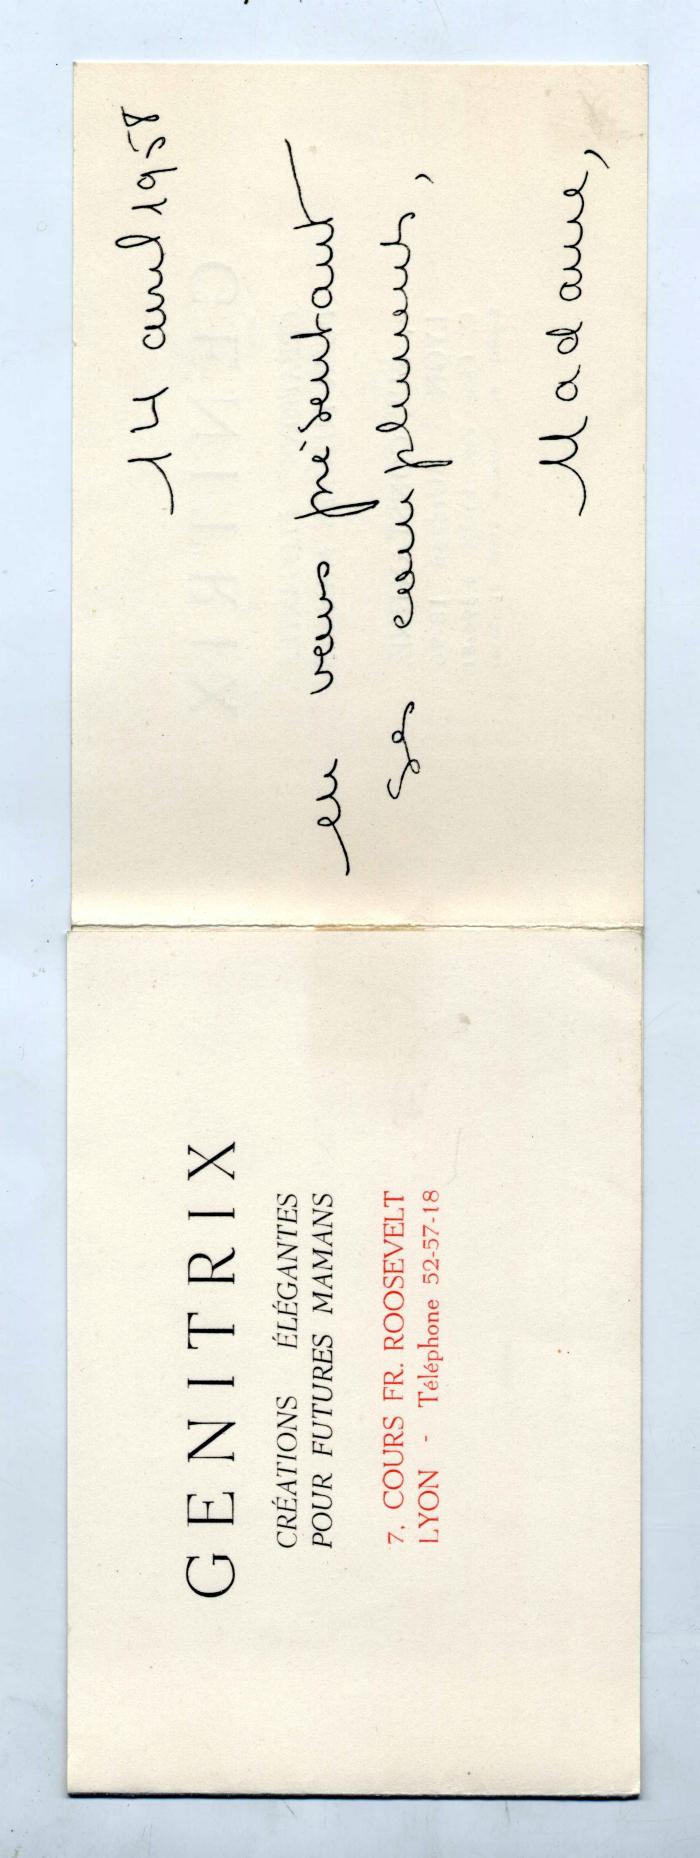 GENITRIX
CRÉATIONS ÉLÉGANTES
POUR FUTURES MAMANS
7, COURS FR. ROOSEVELT
LYON - Téléphone 52-57-18
14 avril 1958
en vous présentant
ses compliments,
Madame,